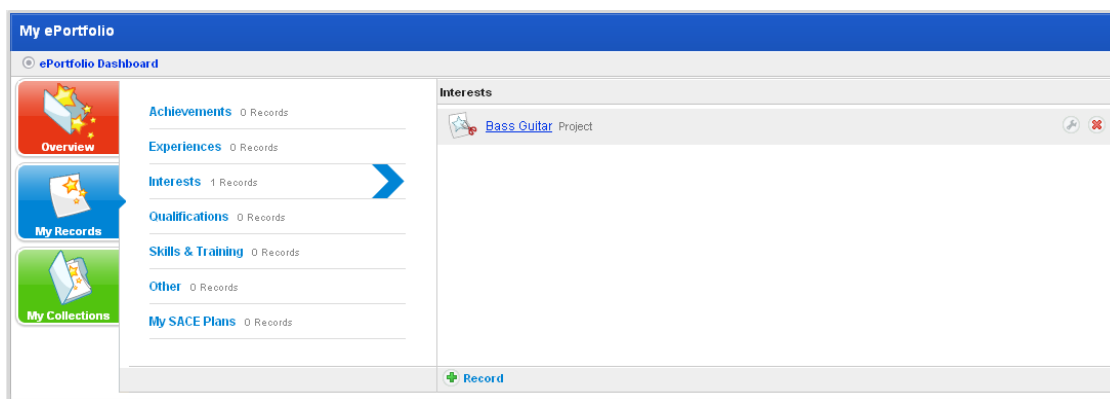 My ePortfolio
ePortfolio Dashboard
Overview
My Records
My Collections
Achievements 0 Records
Experiences 0 Records
Interests 1 Records
Qualifications 0 Records
Skills & Training 0 Records
Other 0 Records
My SACE Plans 0 Records
Interests
Bass Guitar Project
Record